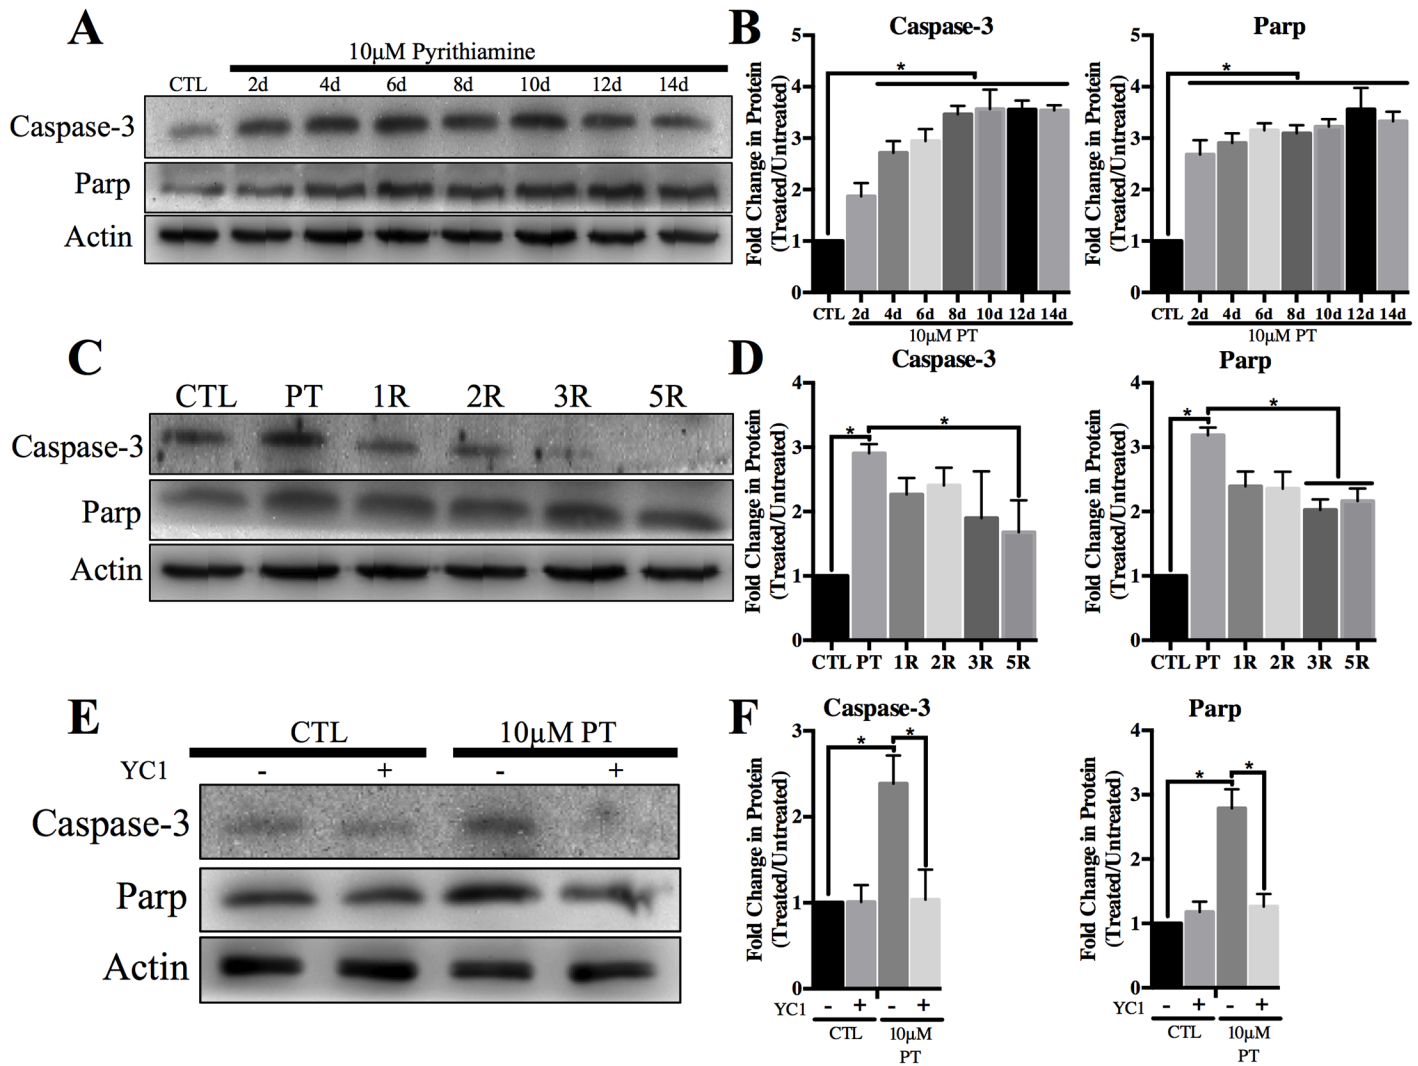 A
10µM Pyrithiamine
CTL 2d 4d 6d 8d 10d 12d 14d
Caspase-3
Parp
Actin
B
Caspase-3
Fold Change in Protein
(Treated/Untreated)
5
4
3
2
1
0
*
CTL 2d 4d 6d 8d 10d 12d 14d
10µM PT
Parp
Fold Change in Protein
(Treated/Untreated)
5
4
3
2
1
0
*
CTL 2d 4d 6d 8d 10d 12d 14d
10µM PT
C
CTL PT 1R 2R 3R 5R
Caspase-3
Parp
Actin
D
Caspase-3
Fold Change in Protein
(Treated/Untreated)
4
3
2
1
0
* *
CTL PT 1R 2R 3R 5R
Parp
Fold Change in Protein
(Treated/Untreated)
4
3
2
1
0
* *
CTL PT 1R 2R 3R 5R
E
CTL 10µM PT
YC1 - + - +
Caspase-3
Parp
Actin
F
Caspase-3
Fold Change in Protein
(Treated/Untreated)
3
2
1
0
* *
YC1 - + - +
CTL 10µM
PT
Parp
Fold Change in Protein
(Treated/Untreated)
4
3
2
1
0
* *
YC1 - + - +
CTL 10µM
PT